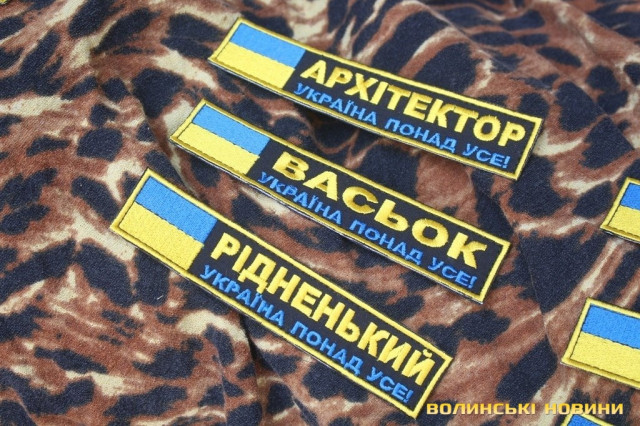 АРХІТЕКТОР
УКРАЇНА ПОНАД УСЕ!
ВАСЬОК
УКРАЇНА ПОНАД УСЕ!
РІДНЕНЬКИЙ
УКРАЇНА ПОНАД УСЕ!
ВОЛИНСЬКІ НОВИНИ